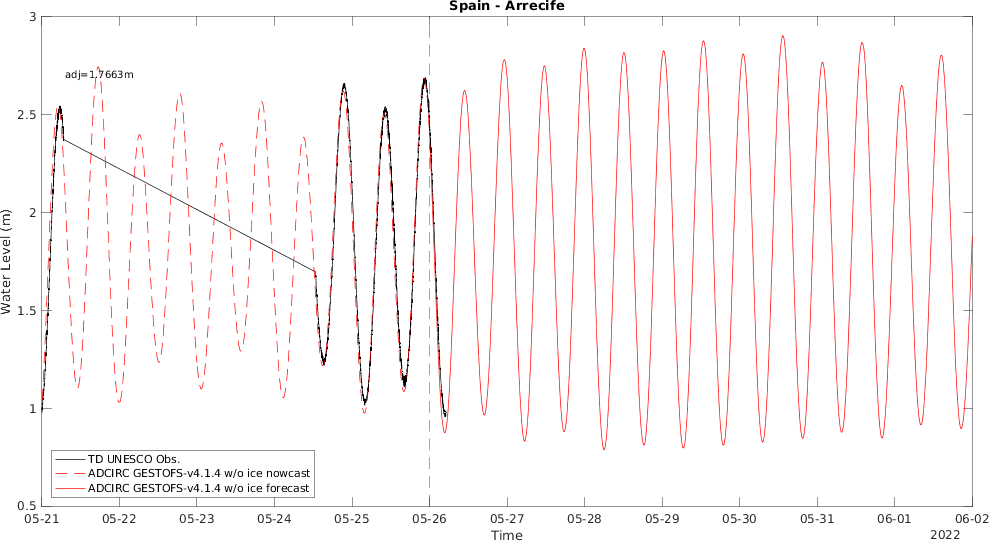 Spain - Arrecife
3
adj=1.7663m
2.5
2
Water Level (m)
1.5
1
TD UNESCO Obs.
ADCIRC GESTOFS-v4.1.4 w/o ice nowcast
ADCIRC GESTOFS-v4.1.4 w/o ice forecast
0.5
05-21 05-22 05-23 05-24 05-25 05-26 05-27 05-28 05-29 05-30 05-31 06-01 06-02
Time
2022